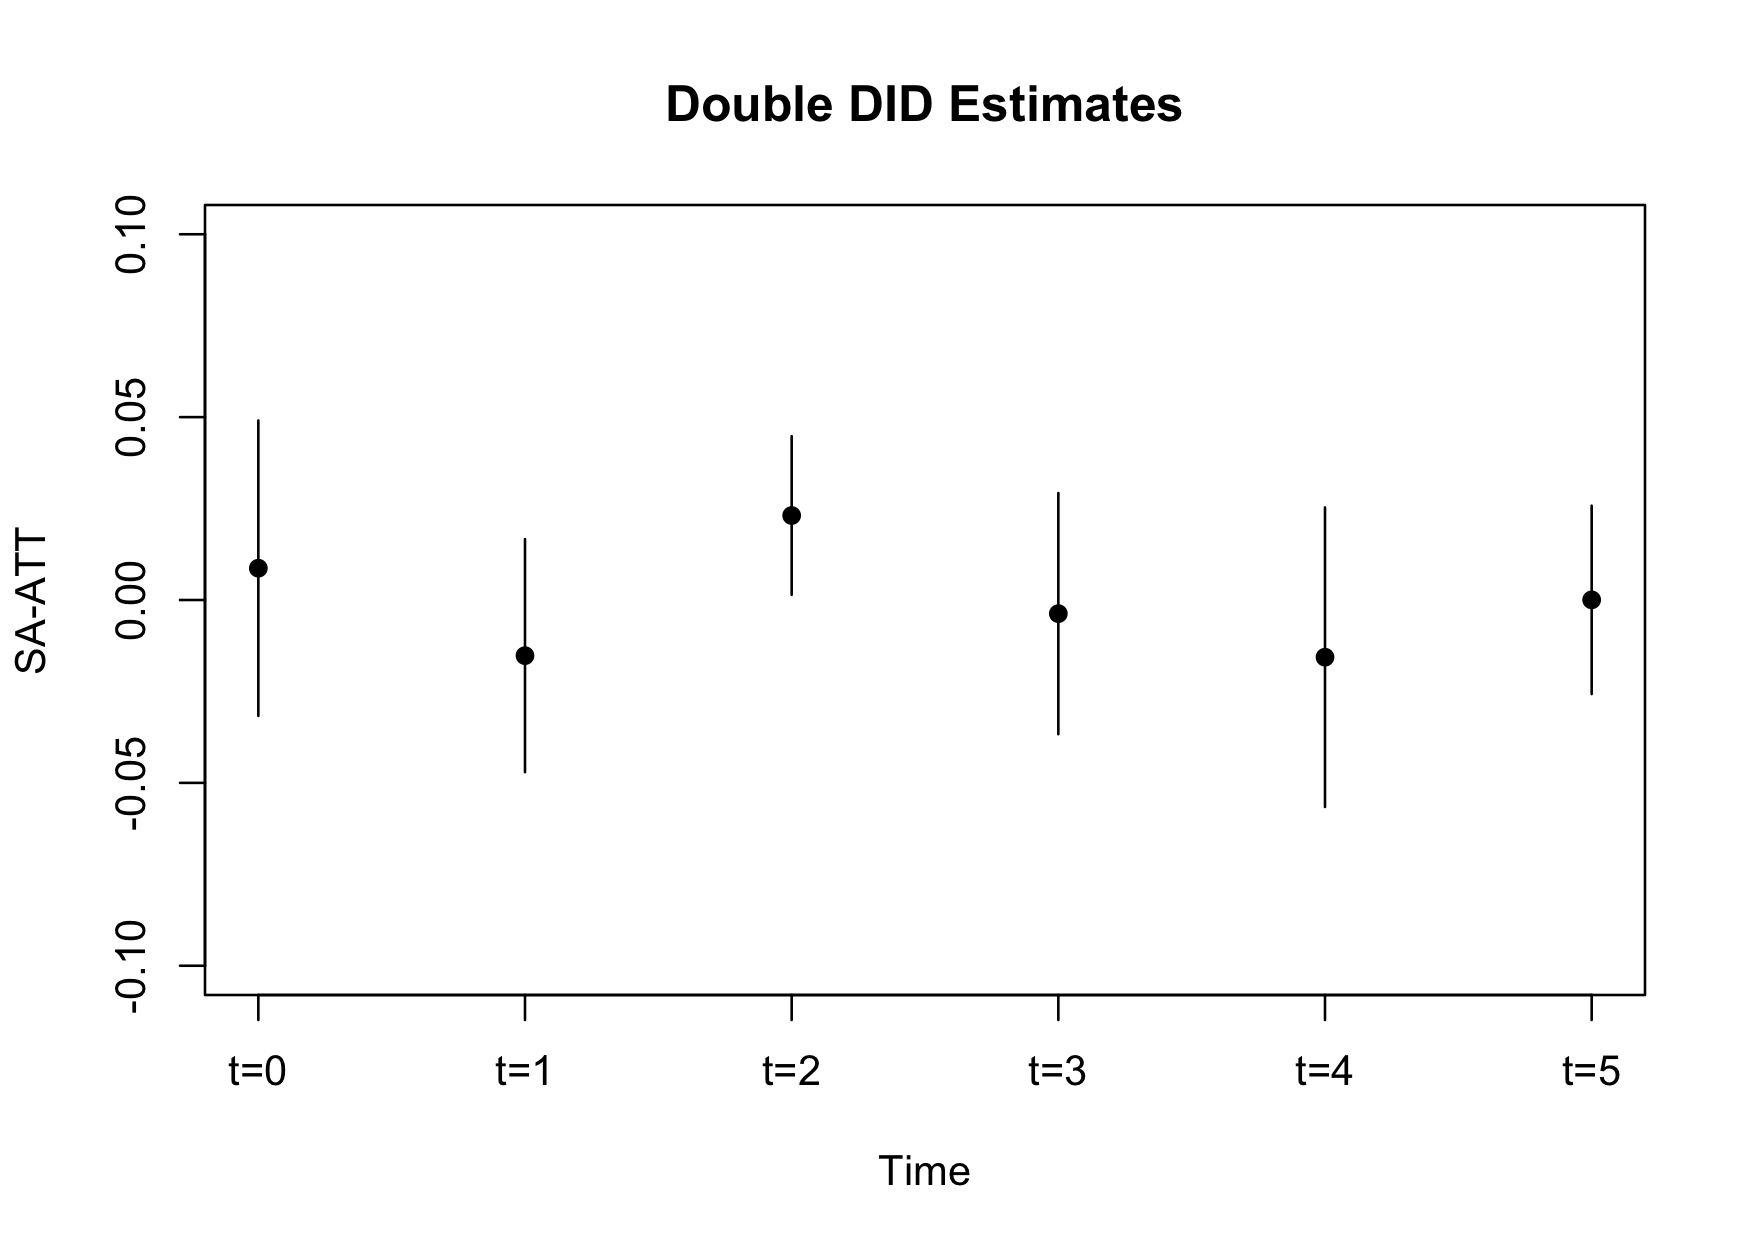 Double DID Estimates
SA-ATT
0.10
0.05
0.00
-0.05
-0.10
t=0 t=1 t=2 t=3 t=4 t=5
Time